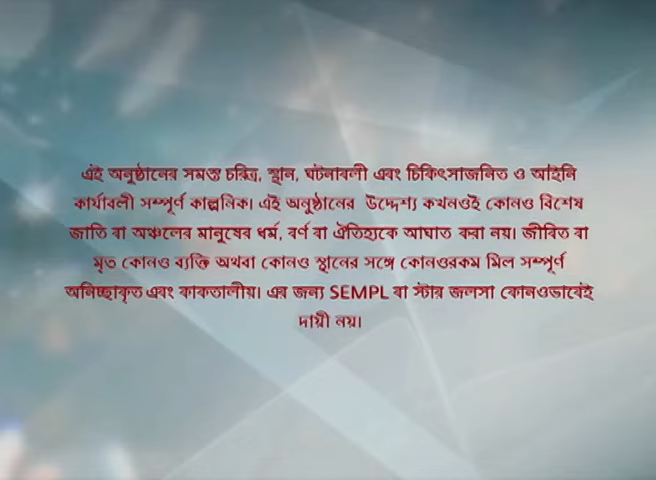 এই অনুষ্ঠানের সমস্ত চরিত্র, স্থান, ঘটনাবলী এবং চিকিৎসাজনিত ও আইনি
কার্যাবলী সম্পূর্ণ কাল্পনিক। এই অনুষ্ঠানের উদ্দেশ্য কখনওই কোনও বিশেষ
জাতি বা অঞ্চলের মানুষের ধর্ম, বর্ণ বা ঐতিহ্যকে আঘাত করা নয়। জীবিত বা
মৃত কোনও ব্যক্তি অথবা কোনও স্থানের সঙ্গে কোনওরকম মিল সম্পূর্ণ
অনিচ্ছাকৃত এবং কাকতালীয়। এর জন্য SEMPL বা স্টার জলসা কোনওভাবেই
দায়ী নয়।